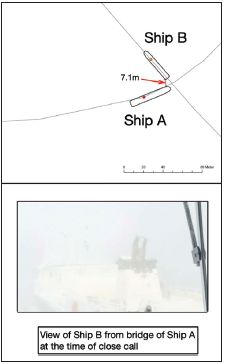 Ship B
7.1m
Ship A
0 20 40 60 Meter
View of Ship B from bridge of Ship A
at the time of close call